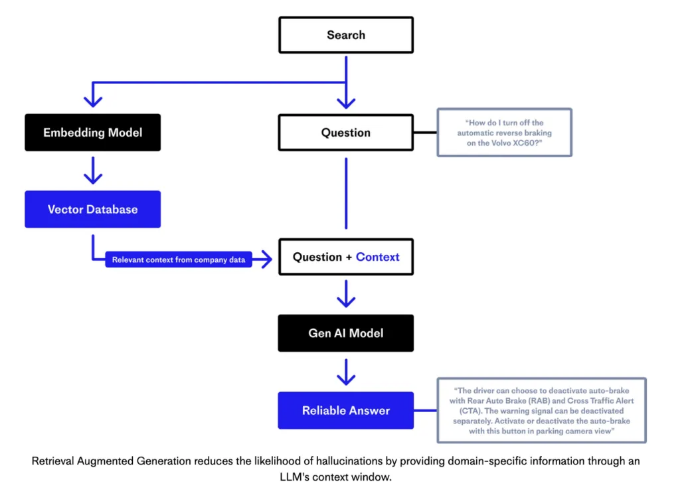 Search
Embedding Model
Question
“How do I turn off the
automatic reverse braking
on the Volvo XC60?”
Vector Database
Relevant context from company data
Question + Context
Gen AI Model
Reliable Answer
“The driver can choose to deactivate auto-brake
with Rear Auto Brake (RAB) and Cross Traffic Alert
(CTA). The warning signal can be deactivated
separately. Activate or deactivate the auto-brake
with this button in parking camera view”
Retrieval Augmented Generation reduces the likelihood of hallucinations by providing domain-specific information through an
LLM's context window.